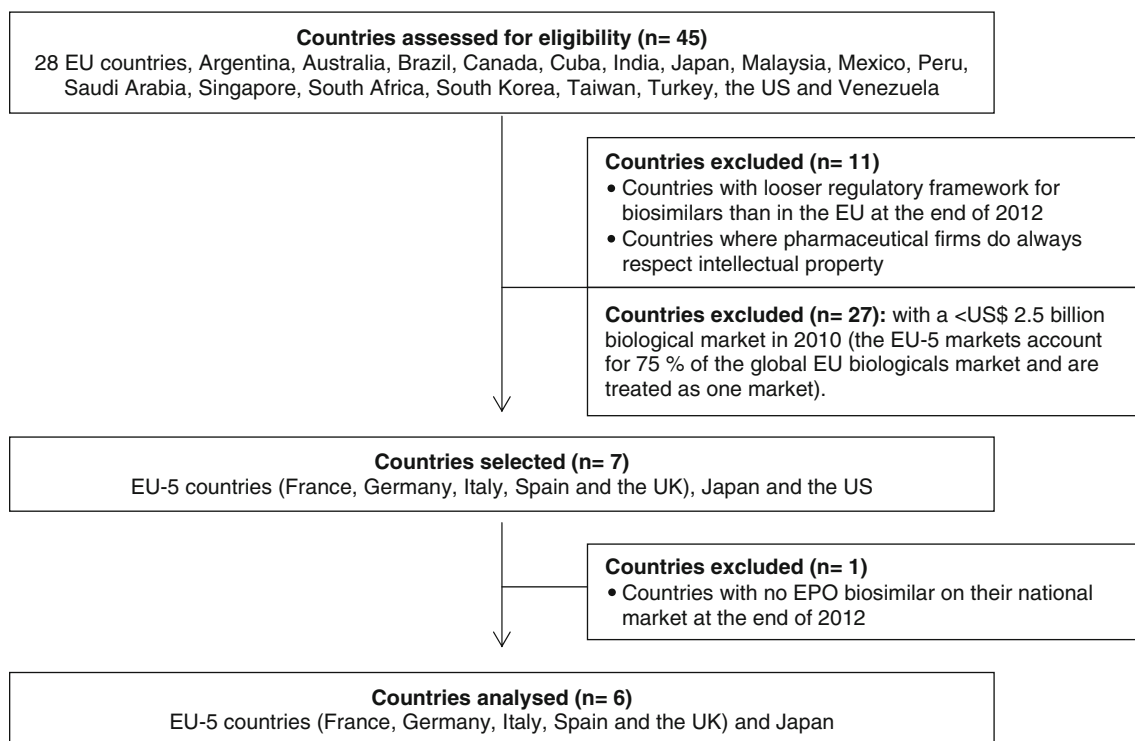 Countries assessed for eligibility (n= 45)
28 EU countries, Argentina, Australia, Brazil, Canada, Cuba, India, Japan, Malaysia, Mexico, Peru,
Saudi Arabia, Singapore, South Africa, South Korea, Taiwan, Turkey, the US and Venezuela
Countries excluded (n= 11)
• Countries with looser regulatory framework for
biosimilars than in the EU at the end of 2012
• Countries where pharmaceutical firms do always
respect intellectual property
Countries excluded (n= 27): with a <US$ 2.5 billion
biological market in 2010 (the EU-5 markets account
for 75 % of the global EU biologicals market and are
treated as one market).
Countries selected (n= 7)
EU-5 countries (France, Germany, Italy, Spain and the UK), Japan and the US
Countries excluded (n= 1)
• Countries with no EPO biosimilar on their national
market at the end of 2012
Countries analysed (n= 6)
EU-5 countries (France, Germany, Italy, Spain and the UK) and Japan